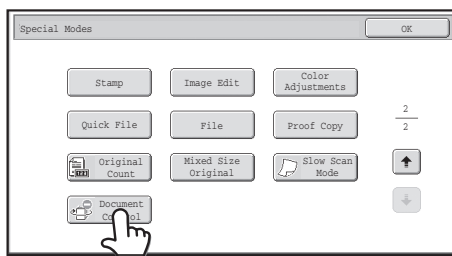 Special Modes
OK
Stamp
Image Edit
Color
Adjustments
2
2
Quick File
File
Proof Copy
Original
Count
Mixed Size
Original
Slow Scan
Mode
Document